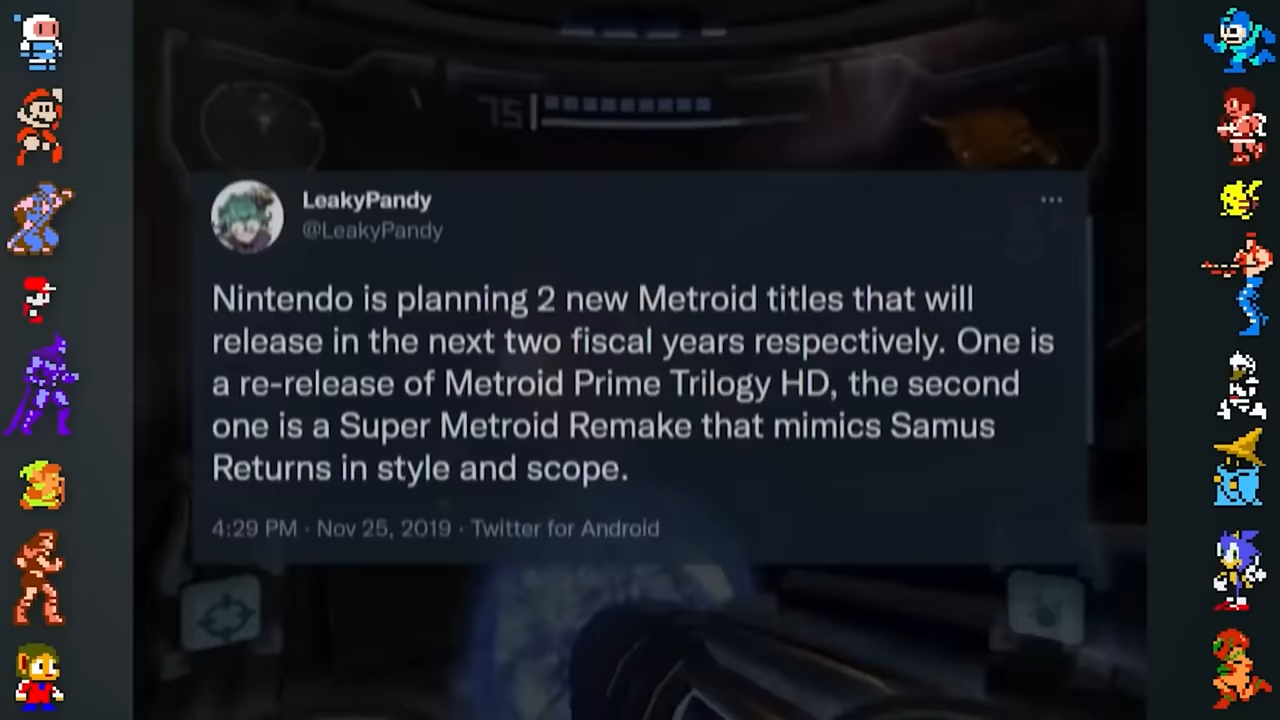 75
LeakyPandy
@LeakyPandy
Nintendo is planning 2 new Metroid titles that will
release in the next two fiscal years respectively. One is
a re-release of Metroid Prime Trilogy HD, the second
one is a Super Metroid Remake that mimics Samus
Returns in style and scope.
4:29 PM · Nov 25, 2019 · Twitter for Android